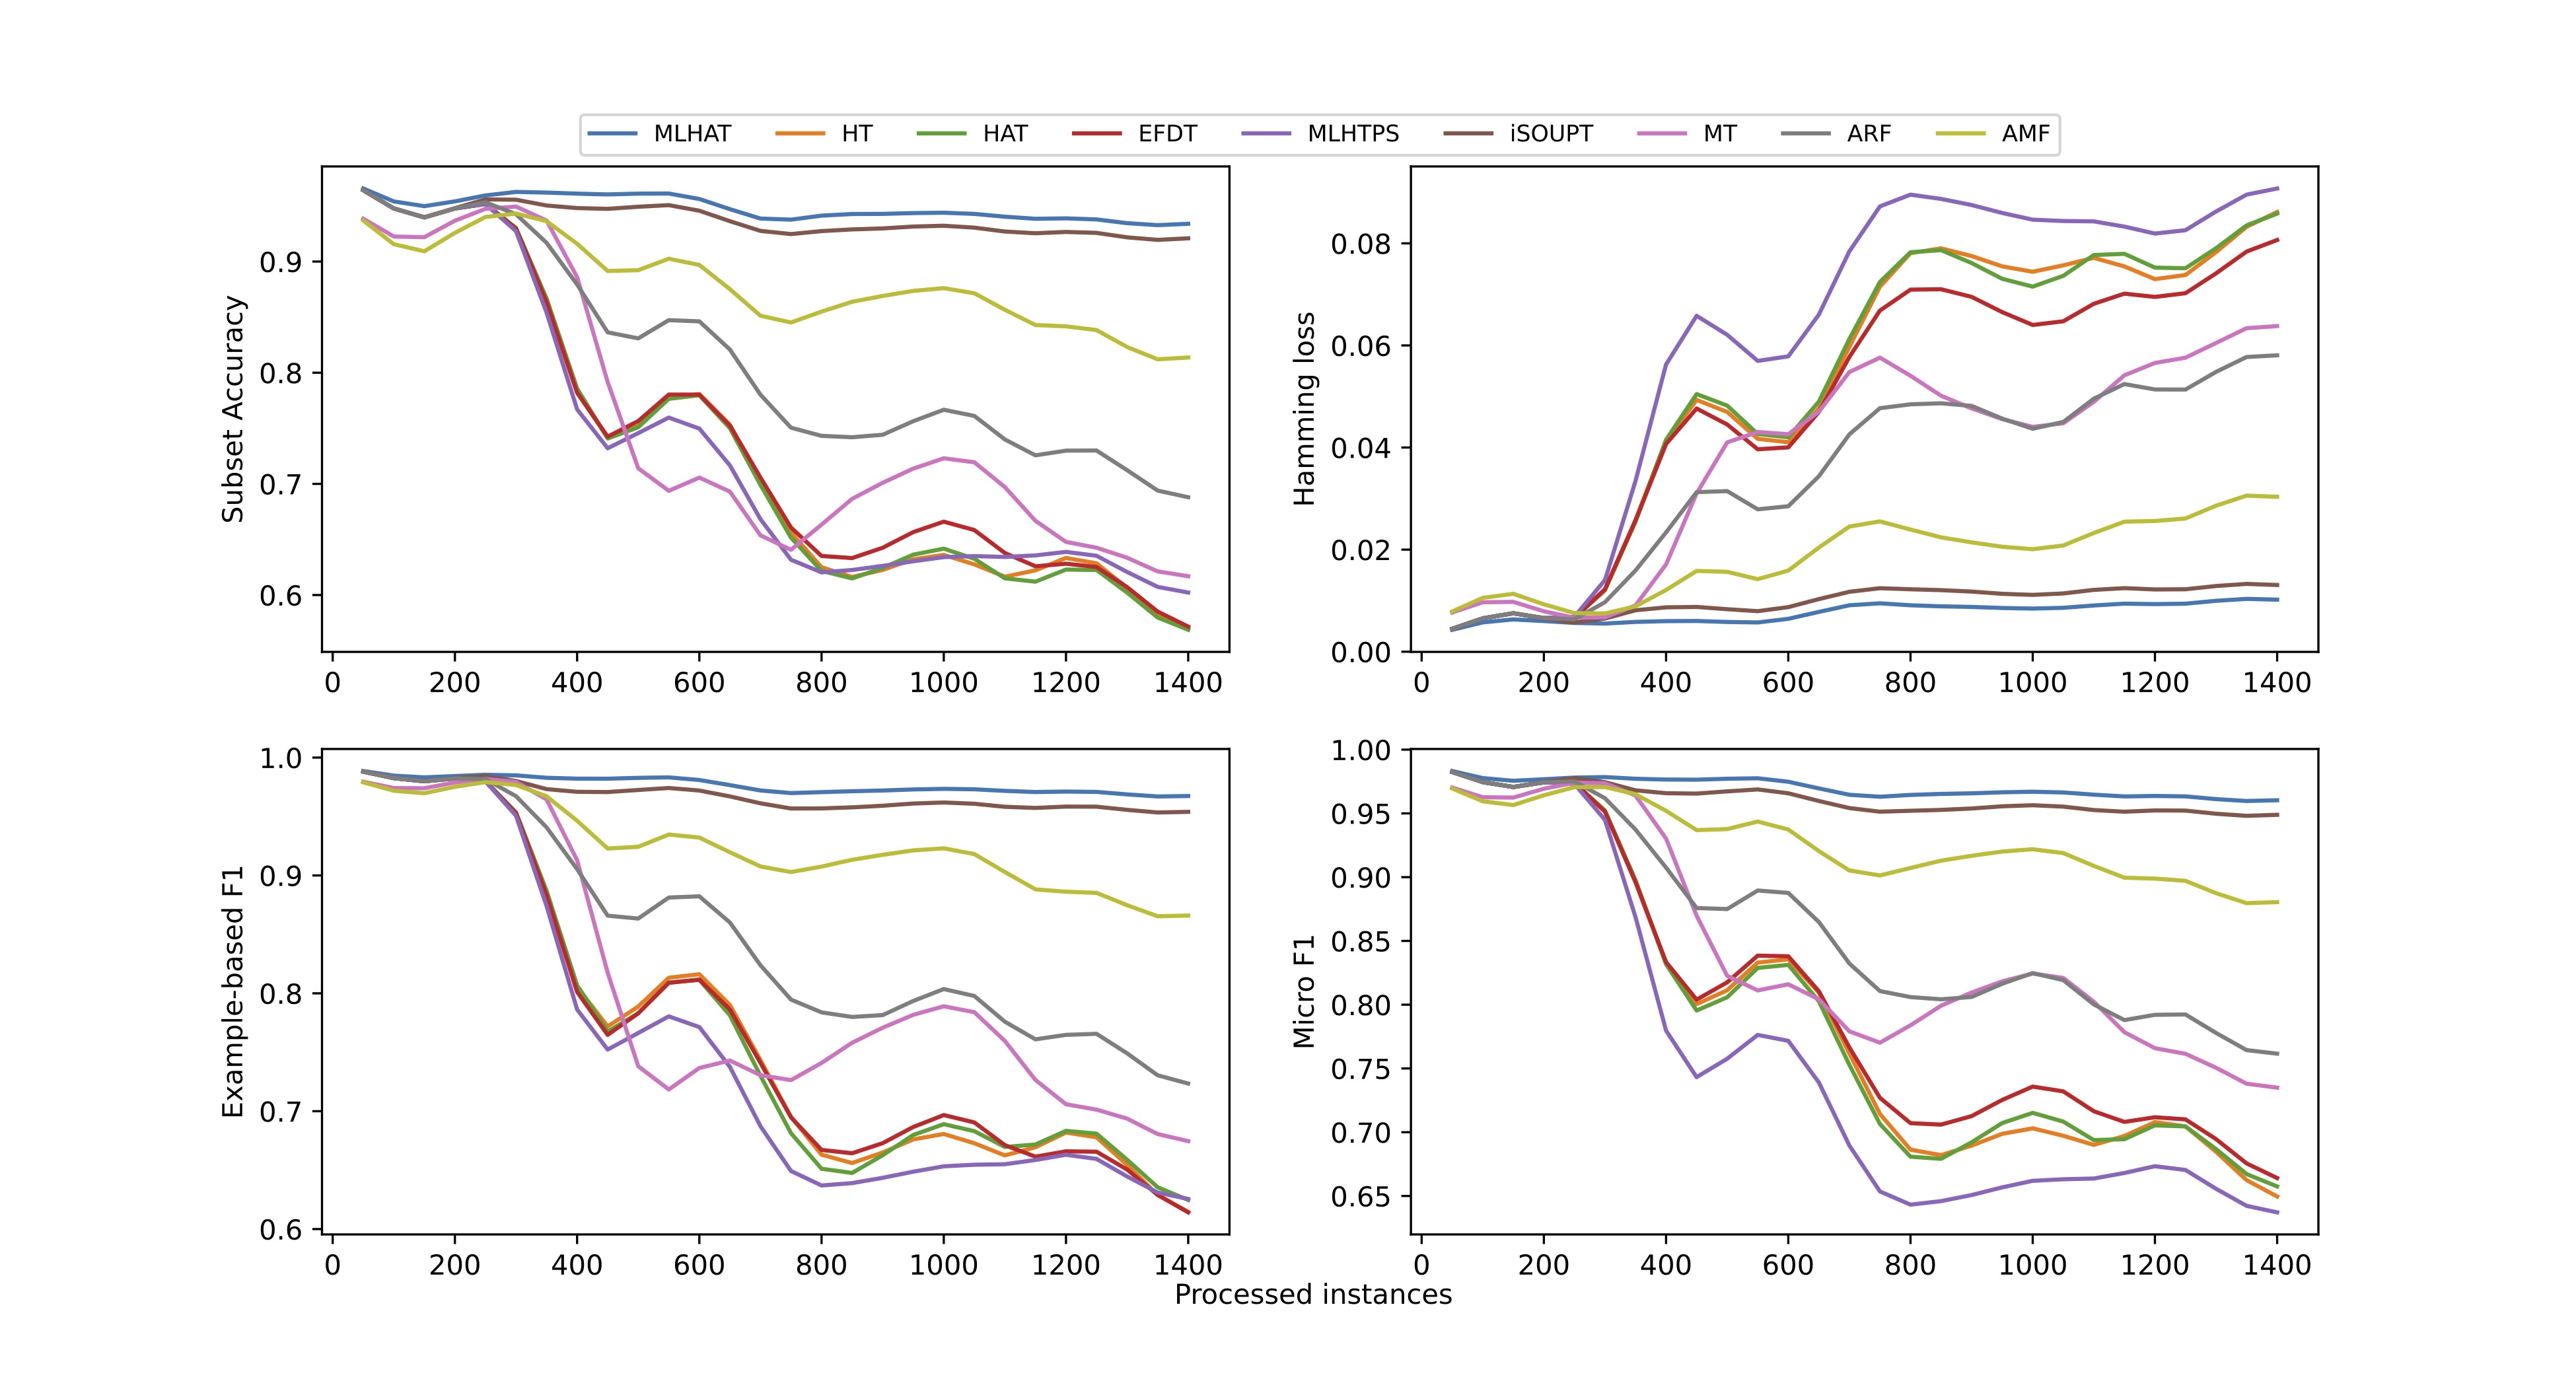 MLHAT HT HAT EFDT MLHTPS iSOUPT MT ARF AMF
Subset Accuracy
0.9
0.8
0.7
0.6
0 200 400 600 800 1000 1200 1400
Hamming loss
0.08
0.06
0.04
0.02
0.00
0 200 400 600 800 1000 1200 1400
Example-based F1
1.0
0.9
0.8
0.7
0.6
0 200 400 600 800 1000 1200 1400
Micro F1
1.00
0.95
0.90
0.85
0.80
0.75
0.70
0.65
0 200 400 600 800 1000 1200 1400
Processed instances